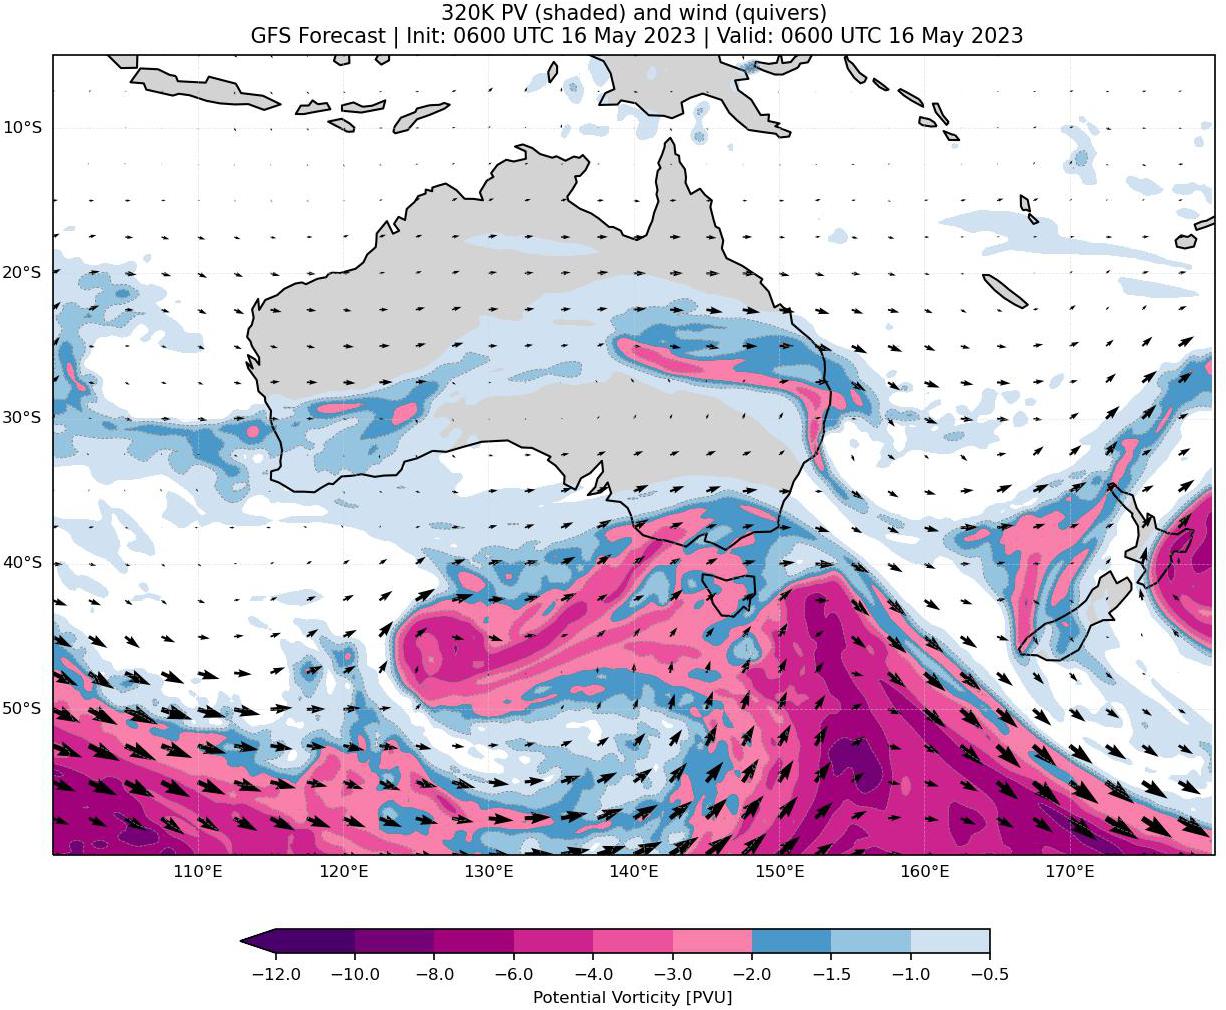 320K PV (shaded) and wind (quivers)
GFS Forecast | Init: 0600 UTC 16 May 2023 | Valid: 0600 UTC 16 May 2023
10°S
20°S
30°S
40°S
50°S
110°E 120°E 130°E 140°E 150°E 160°E 170°E
−12.0 −10.0 −8.0 −6.0 −4.0 −3.0 −2.0 −1.5 −1.0 −0.5
Potential Vorticity [PVU]